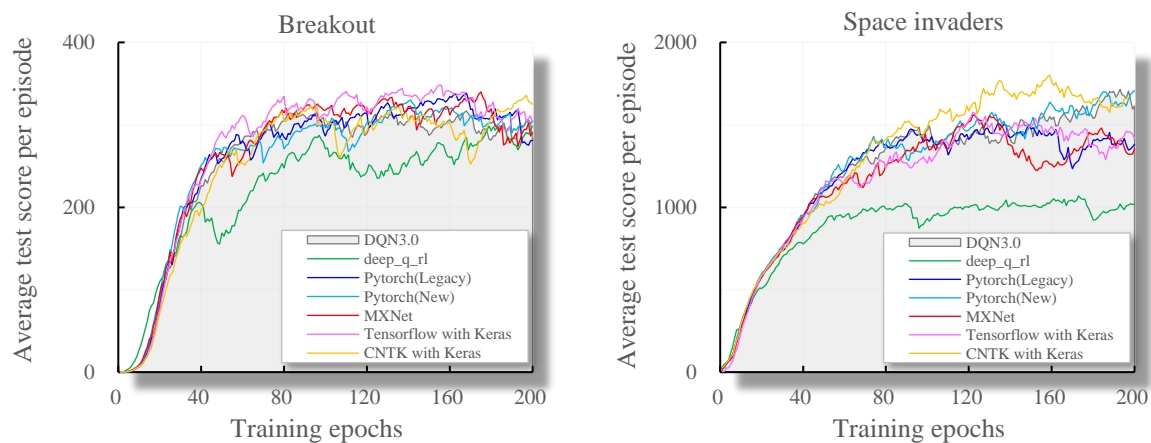 Breakout
Average test score per episode
400
200
0
0 40 80 120 160 200
Training epochs
DQN3.0
deep_q_rl
Pytorch(Legacy)
Pytorch(New)
MXNet
Tensorflow with Keras
CNTK with Keras
Space invaders
Average test score per episode
2000
1000
0
0 40 80 120 160 200
Training epochs
DQN3.0
deep_q_rl
Pytorch(Legacy)
Pytorch(New)
MXNet
Tensorflow with Keras
CNTK with Keras